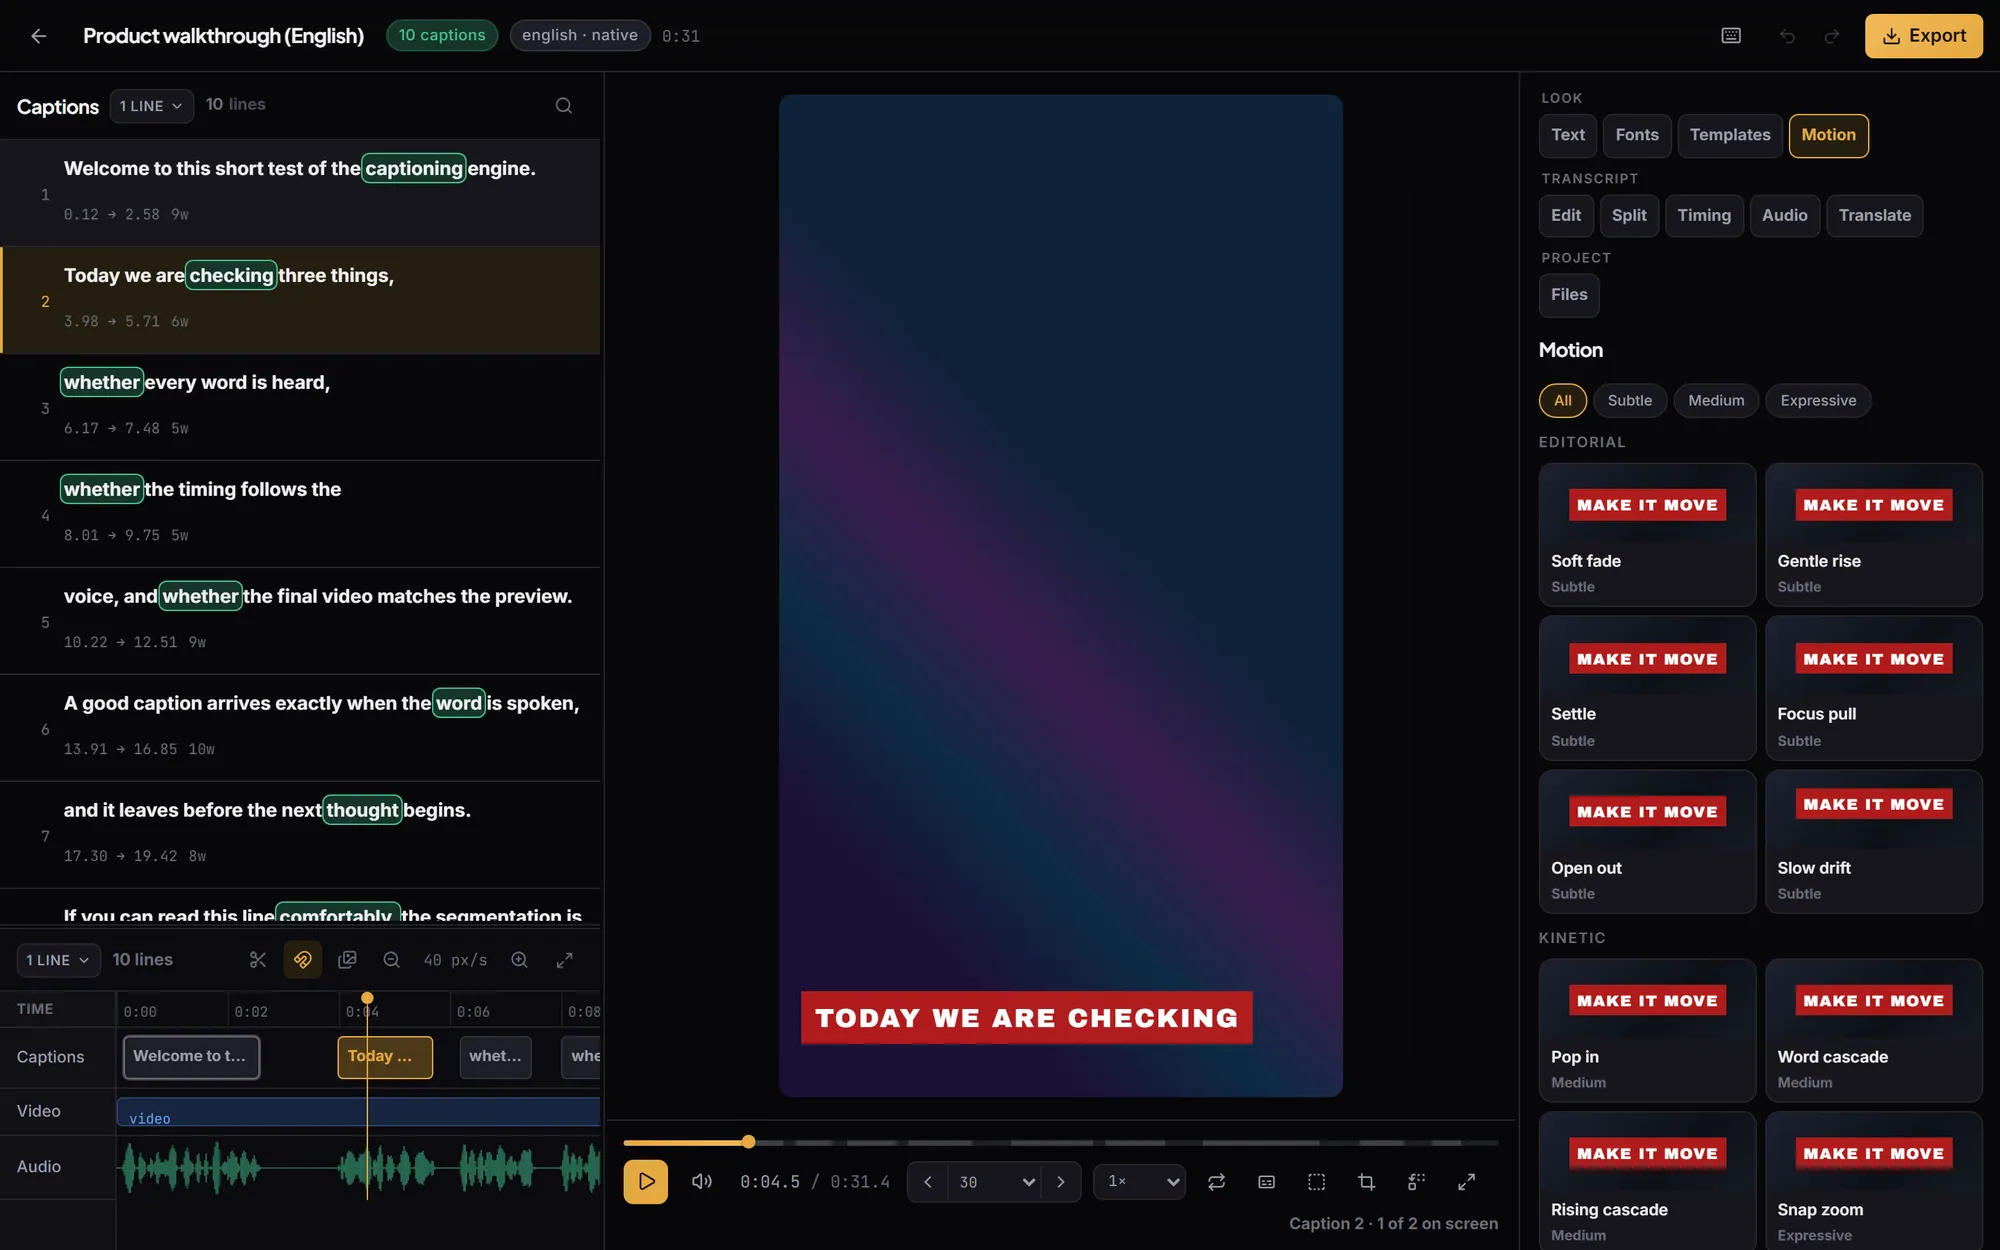 Product walkthrough (English)
10 captions
english · native
0:31
Export
Captions
1 LINE
10 lines
Welcome to this short test of the captioning engine.
1
0.12 → 2.58 9w
Today we are checking three things,
2
3.98 → 5.71 6w
whether every word is heard,
3
6.17 → 7.48 5w
whether the timing follows the
4
8.01 → 9.75 5w
voice, and whether the final video matches the preview.
5
10.22 → 12.51 9w
A good caption arrives exactly when the word is spoken,
6
13.91 → 16.85 10w
and it leaves before the next thought begins.
7
17.30 → 19.42 8w
If you can read this line comfortably, the segmentation is
1 LINE
10 lines
40 px/s
TIME
0:00
0:02
0:04
0:06
0:08
Captions
Welcome to t...
Today ...
whet...
whe
Video
video
Audio
TODAY WE ARE CHECKING
0:04.5 / 0:31.4
30
1×
Caption 2 · 1 of 2 on screen
LOOK
Text
Fonts
Templates
Motion
TRANSCRIPT
Edit
Split
Timing
Audio
Translate
PROJECT
Files
Motion
All
Subtle
Medium
Expressive
EDITORIAL
MAKE IT MOVE
Soft fade
Subtle
MAKE IT MOVE
Gentle rise
Subtle
MAKE IT MOVE
Settle
Subtle
MAKE IT MOVE
Focus pull
Subtle
MAKE IT MOVE
Open out
Subtle
MAKE IT MOVE
Slow drift
Subtle
KINETIC
MAKE IT MOVE
Pop in
Medium
MAKE IT MOVE
Word cascade
Medium
MAKE IT MOVE
Rising cascade
Medium
MAKE IT MOVE
Snap zoom
Expressive